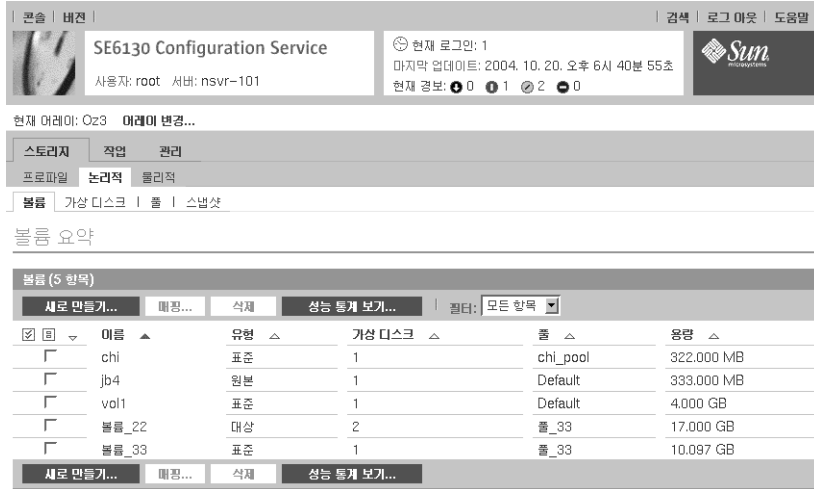 콘솔 | 버전 | 검색 | 로그 아웃 | 도움말
SE6130 Configuration Service
사용자: root 서버: nsvr-101
현재 로그인: 1
마지막 업데이트: 2004. 10. 20. 오후 6시 40분 55초
현재 경보: 0 1 2 0
Sun
microsystems
현재 어레이: Oz3 어레이 변경...
스토리지 작업 관리
프로파일 논리적 물리적
볼륨 가상 디스크 | 풀 | 스냅샷
볼륨 요약
볼륨 (5 항목)
새로 만들기... 매핑... 삭제 성능 통계 보기... | 필터: 모든 항목
이름 유형 가상 디스크 풀 용량
chi 표준 1 chi_pool 322.000 MB
jb4 원본 1 Default 333.000 MB
vol1 표준 1 Default 4.000 GB
볼륨_22 대상 2 풀_33 17.000 GB
볼륨_33 표준 1 풀_33 10.097 GB
새로 만들기... 매핑... 삭제 성능 통계 보기...